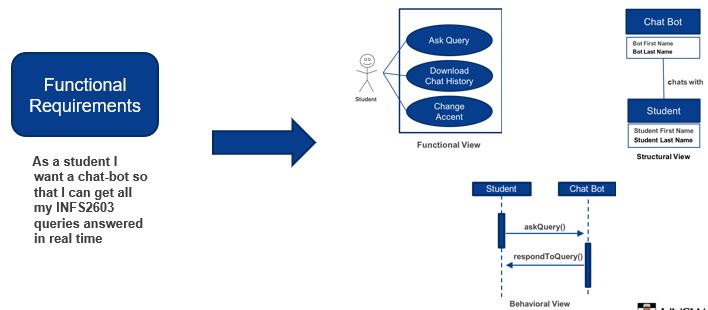 Functional
Requirements
As a student I
want a chat-bot so
that I can get all
my INFS2603
queries answered
in real time
Ask Query
Download
Chat History
Change
Accent
Student
Functional View
Chat Bot
Bot First Name
Bot Last Name
chats with
Student
Student First Name
Student Last Name
Structural View
Student
Chat Bot
askQuery()
respondToQuery()
Behavioral View